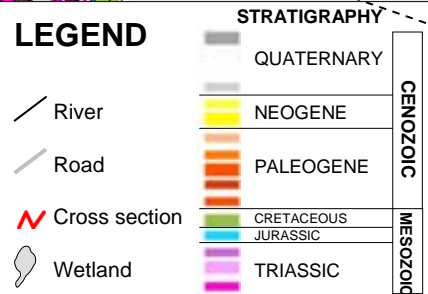 STRATIGRAPHY
LEGEND
QUATERNARY
River
NEOGENE
Road
PALEOGENE
CENOZOIC
Cross section
CRETACEOUS
JURASSIC
Wetland
TRIASSIC
MESOZOIC